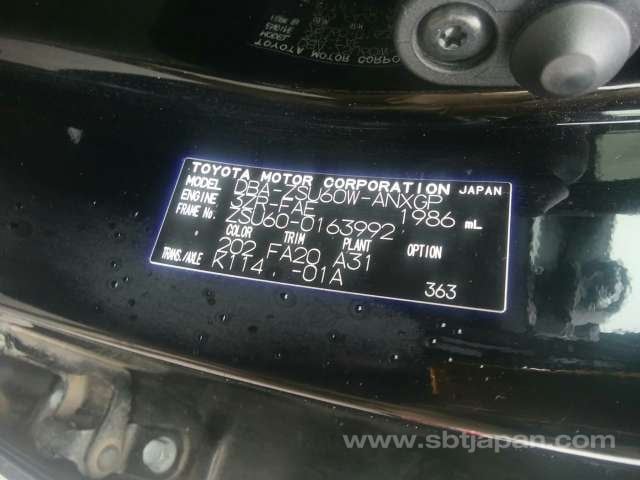 TOYOTA MOTOR CORPORATION JAPAN
MODEL DBA-ZSU60W-ANXGP
ENGINE 3ZR-FAE 1986 mL
FRAME No. ZSU60-0163992
COLOR TRIM PLANT OPTION
202 FA20 A31
TRANS./AXLE K114 -01A
363
www.sbtjapan.com